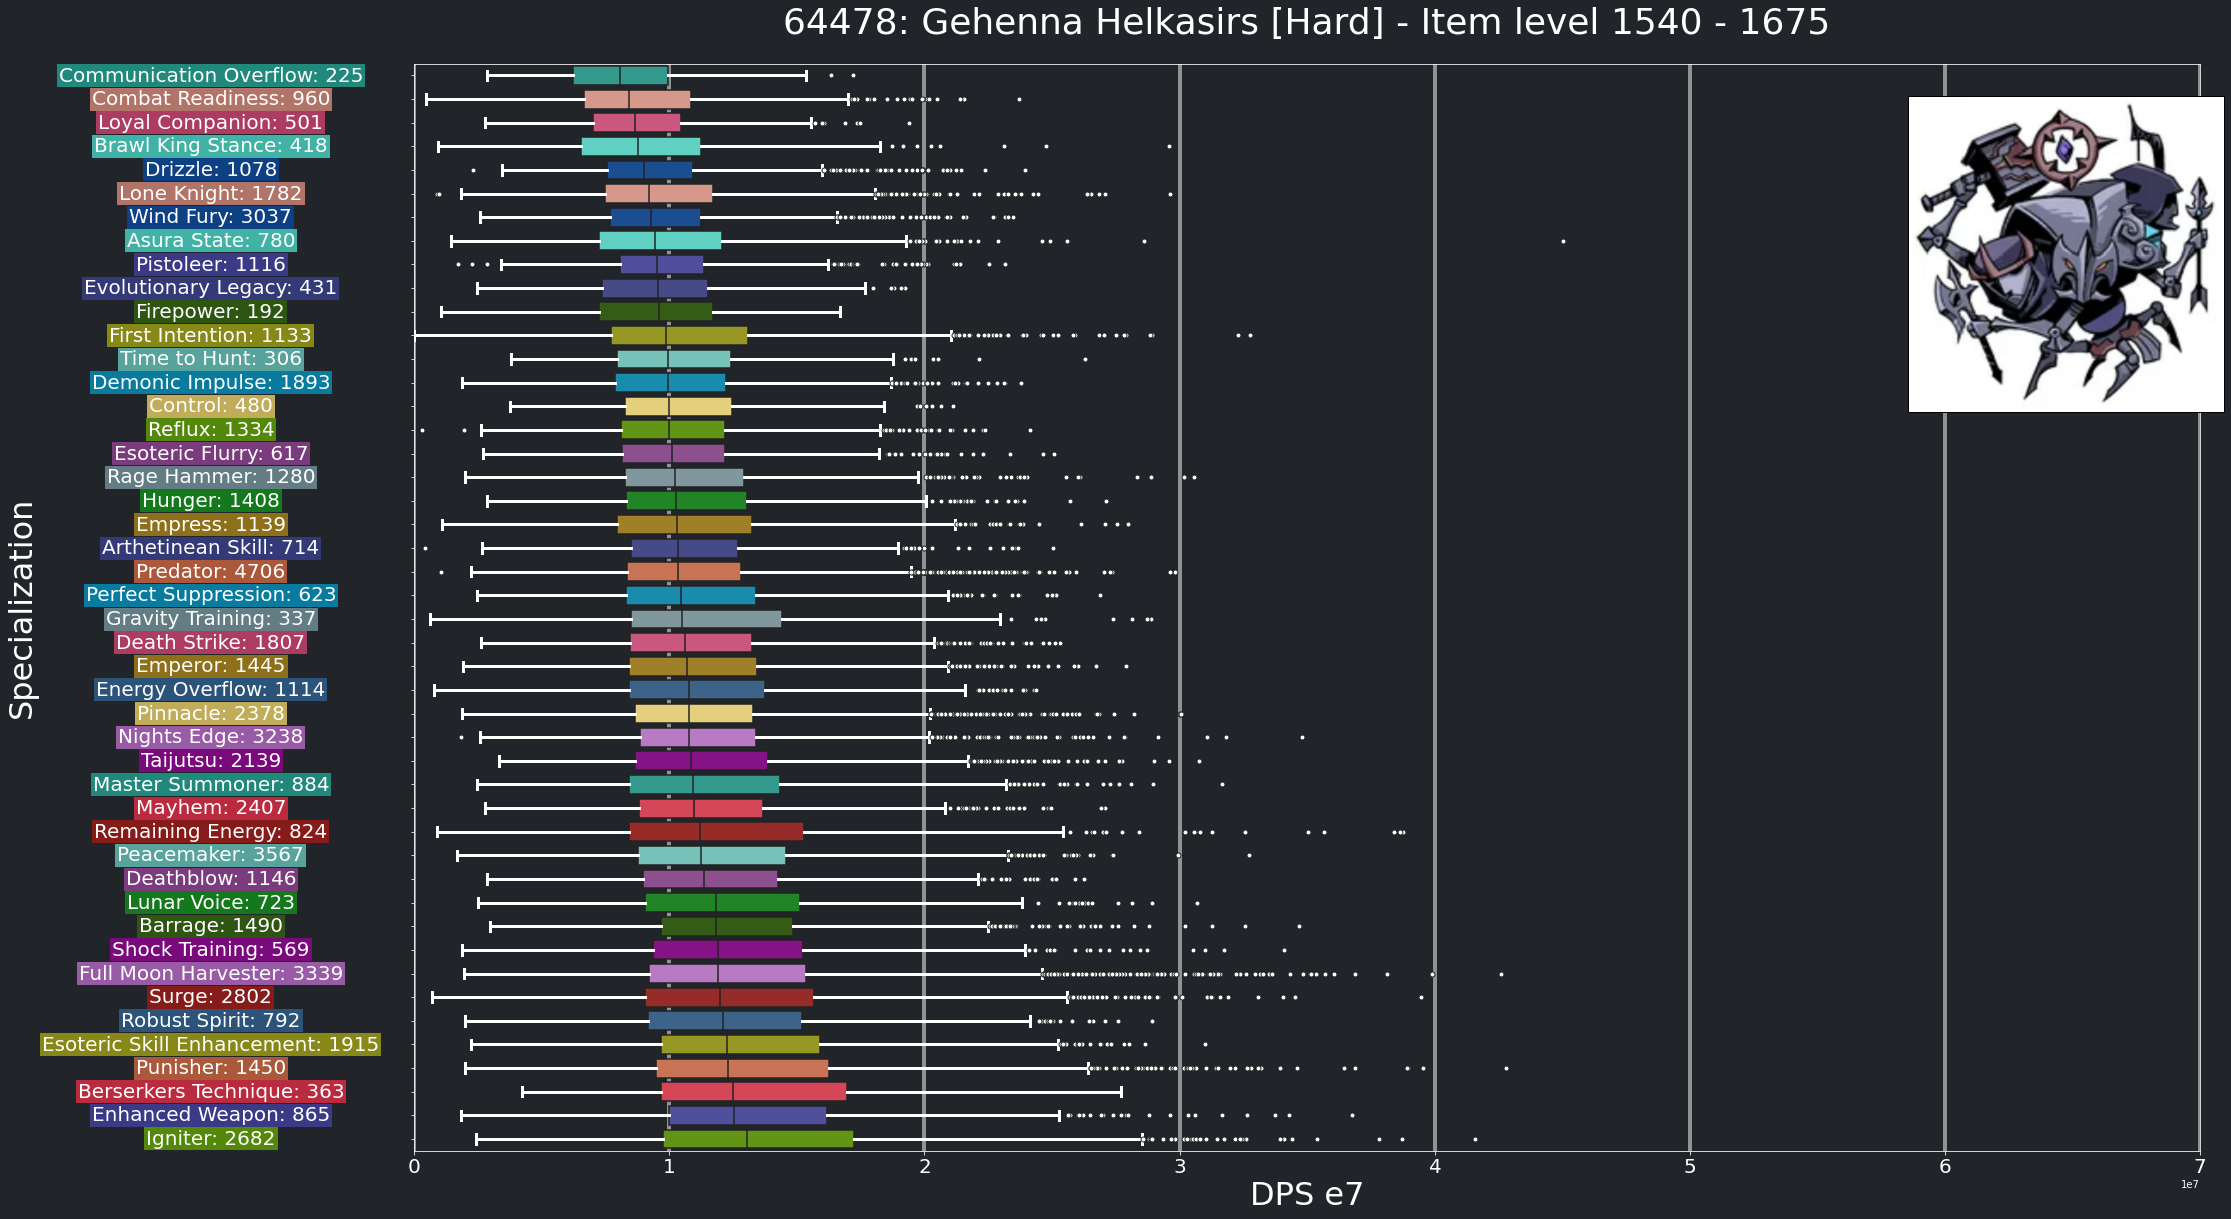 64478: Gehenna Helkasirs [Hard] - Item level 1540 - 1675
Communication Overflow: 225
Combat Readiness: 960
Loyal Companion: 501
Brawl King Stance: 418
Drizzle: 1078
Lone Knight: 1782
Wind Fury: 3037
Asura State: 780
Pistoleer: 1116
Evolutionary Legacy: 431
Firepower: 192
First Intention: 1133
Time to Hunt: 306
Demonic Impulse: 1893
Control: 480
Reflux: 1334
Esoteric Flurry: 617
Rage Hammer: 1280
Hunger: 1408
Empress: 1139
Arthetinean Skill: 714
Predator: 4706
Perfect Suppression: 623
Gravity Training: 337
Death Strike: 1807
Emperor: 1445
Energy Overflow: 1114
Pinnacle: 2378
Nights Edge: 3238
Taijutsu: 2139
Master Summoner: 884
Mayhem: 2407
Remaining Energy: 824
Peacemaker: 3567
Deathblow: 1146
Lunar Voice: 723
Barrage: 1490
Shock Training: 569
Full Moon Harvester: 3339
Surge: 2802
Robust Spirit: 792
Esoteric Skill Enhancement: 1915
Punisher: 1450
Berserkers Technique: 363
Enhanced Weapon: 865
Igniter: 2682
Specialization
0 1 2 3 4 5 6 7
1e7
DPS e7